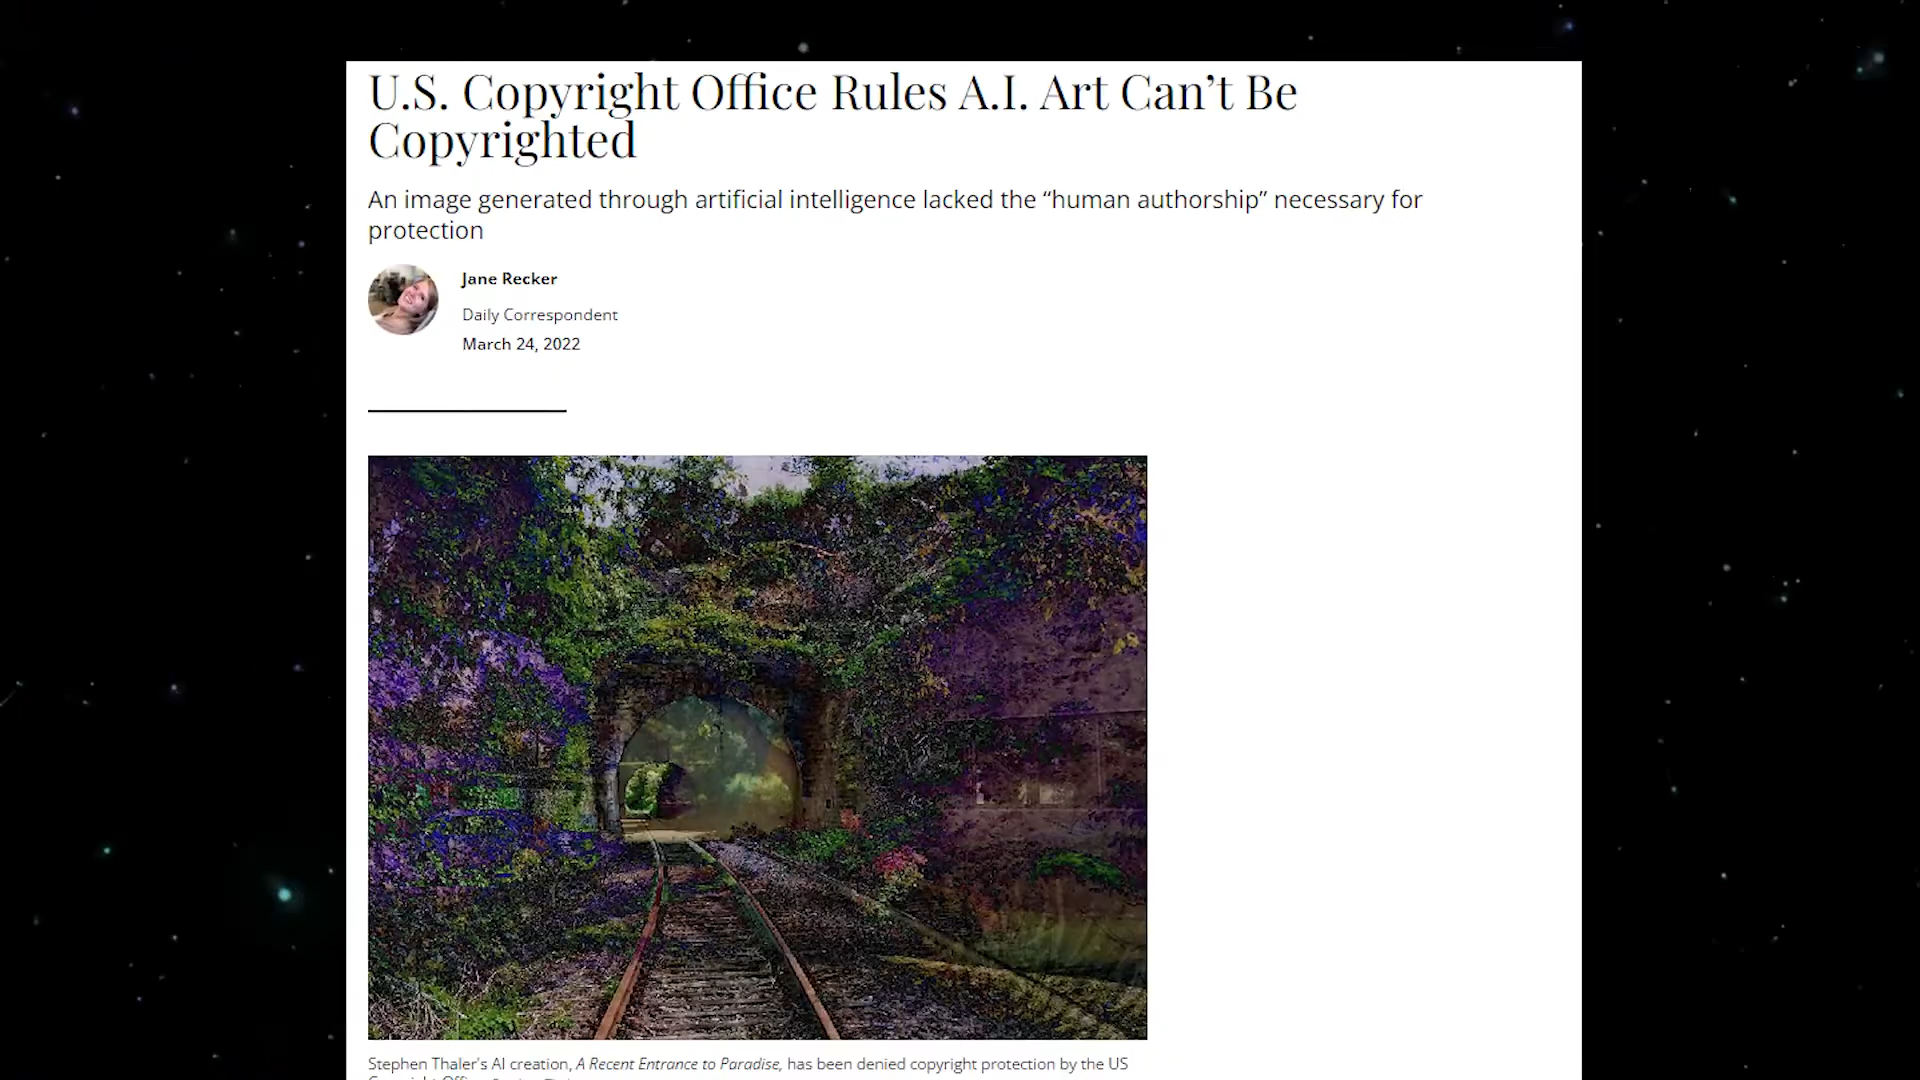 U.S. Copyright Office Rules A.I. Art Can’t Be
Copyrighted
An image generated through artificial intelligence lacked the “human authorship” necessary for
protection
Jane Recker
Daily Correspondent
March 24, 2022
Stephen Thaler's AI creation, A Recent Entrance to Paradise, has been denied copyright protection by the US